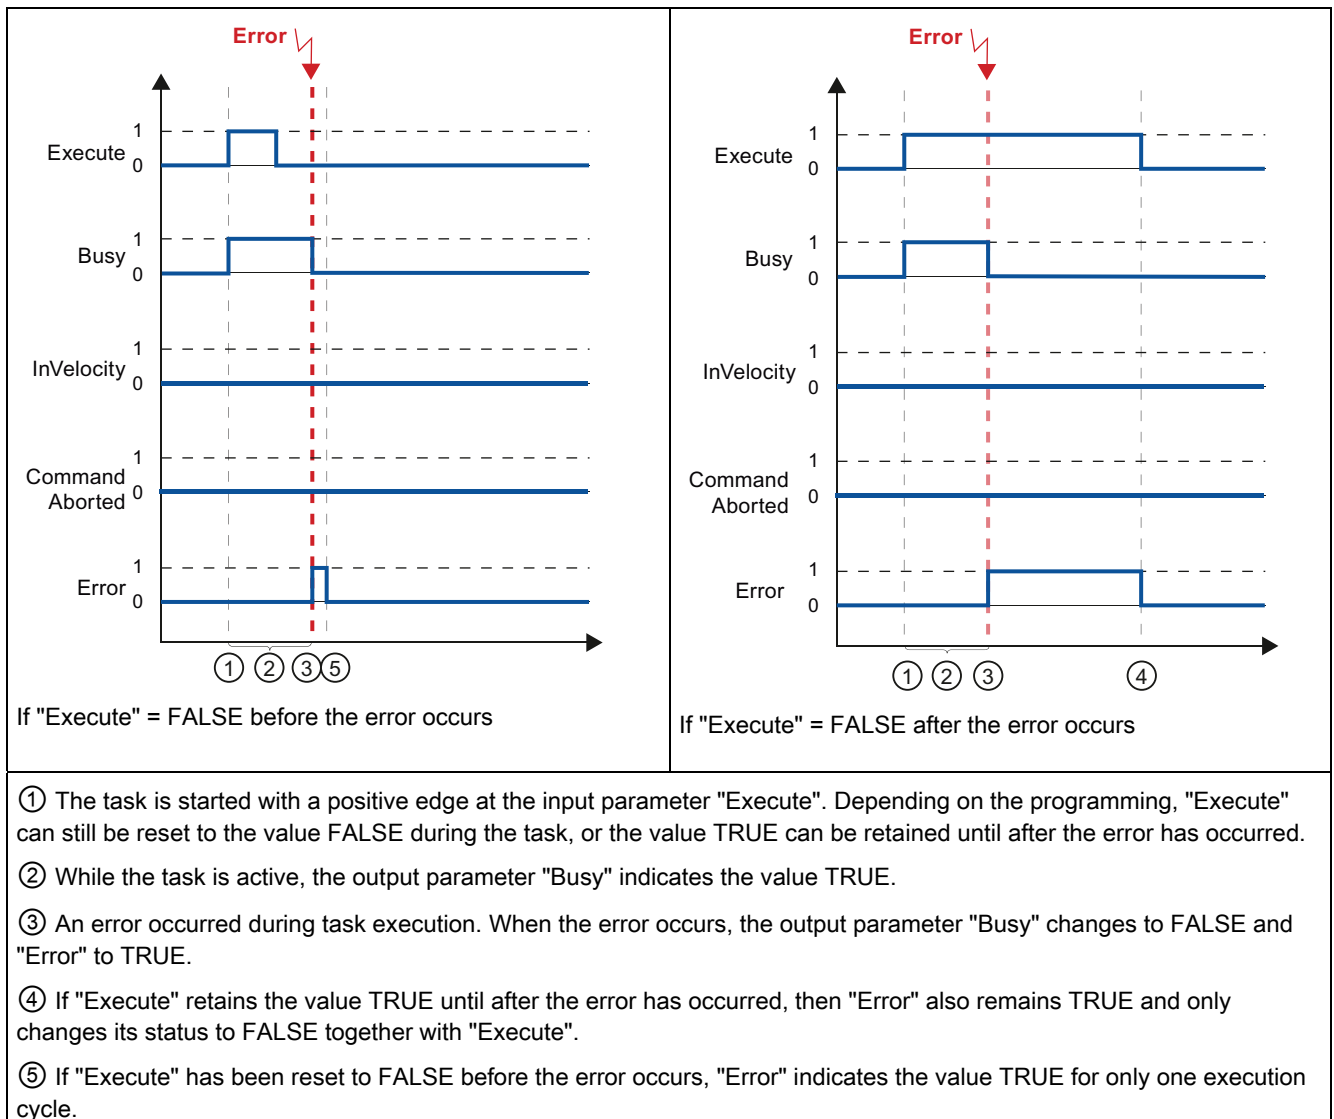 Error
1
Execute
0
1
Busy
0
1
InVelocity
0
1
Command
0
Aborted
1
Error
0
① ② ③ ⑤
If "Execute" = FALSE before the error occurs
Error
1
Execute
0
1
Busy
0
1
InVelocity
0
1
Command
0
Aborted
1
Error
0
① ② ③ ④
If "Execute" = FALSE after the error occurs
① The task is started with a positive edge at the input parameter "Execute". Depending on the programming, "Execute"
can still be reset to the value FALSE during the task, or the value TRUE can be retained until after the error has occurred.
② While the task is active, the output parameter "Busy" indicates the value TRUE.
③ An error occurred during task execution. When the error occurs, the output parameter "Busy" changes to FALSE and
"Error" to TRUE.
④ If "Execute" retains the value TRUE until after the error has occurred, then "Error" also remains TRUE and only
changes its status to FALSE together with "Execute".
⑤ If "Execute" has been reset to FALSE before the error occurs, "Error" indicates the value TRUE for only one execution
cycle.